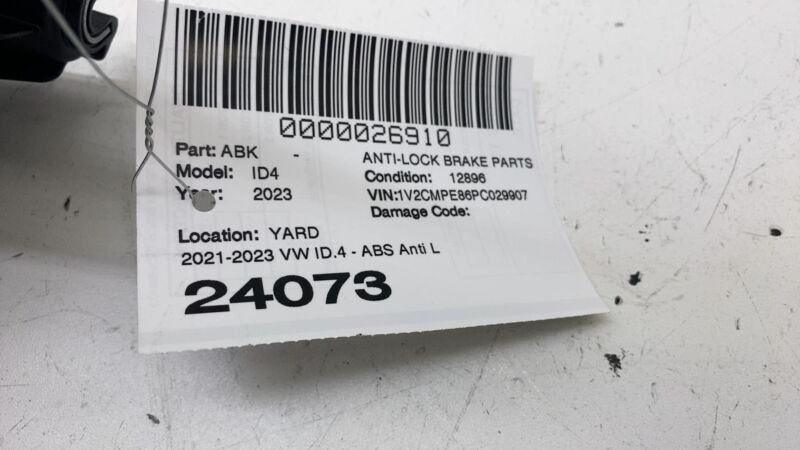 0000026910
Part: ABK - ANTI-LOCK BRAKE PARTS
Model: ID4 Condition: 12896
Year: 2023 VIN:1V2CMPE86PC029907
Damage Code:
Location: YARD
2021-2023 VW ID.4 - ABS Anti L
24073